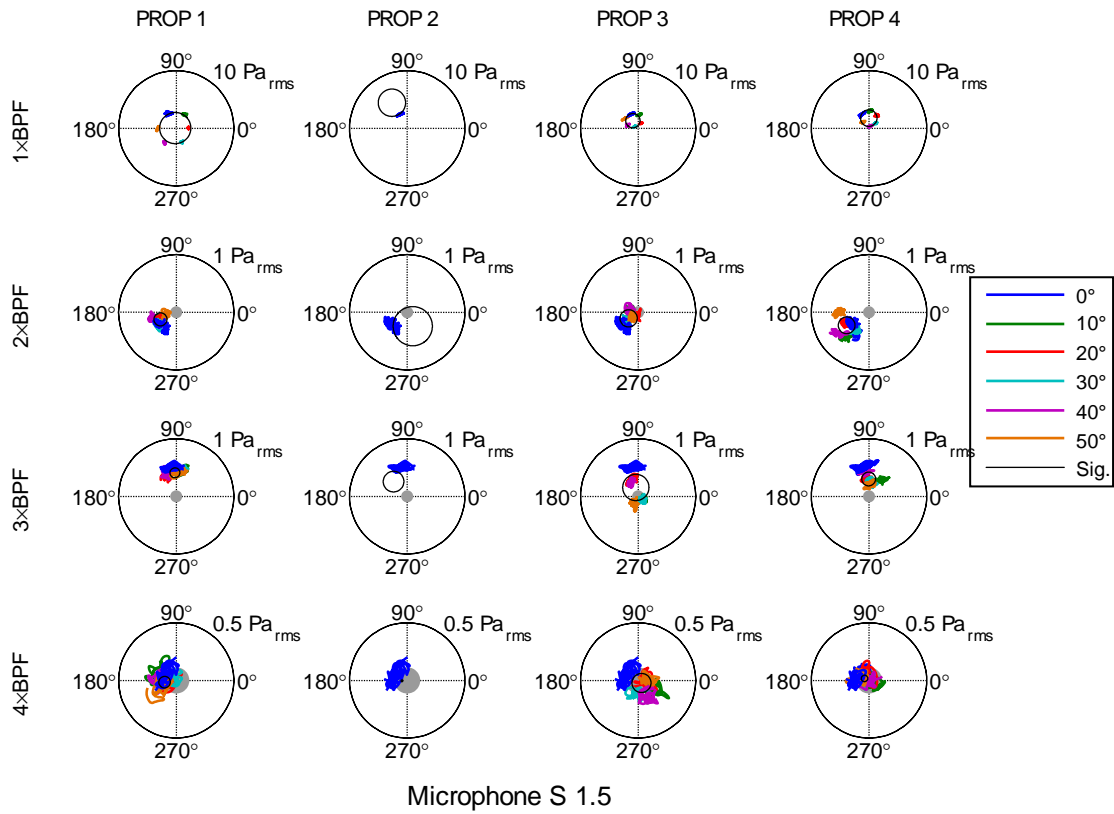 PROP 1 PROP 2 PROP 3 PROP 4
1×BPF
90° 10 Pa rms 90° 10 Pa rms 90° 10 Pa rms 90° 10 Pa rms
180° 0° 180° 0° 180° 0° 180° 0°
270° 270° 270° 270°
2×BPF
90° 1 Pa rms 90° 1 Pa rms 90° 1 Pa rms 90° 1 Pa rms
180° 0° 180° 0° 180° 0° 180° 0°
270° 270° 270° 270°
3×BPF
90° 1 Pa rms 90° 1 Pa rms 90° 1 Pa rms 90° 1 Pa rms
180° 0° 180° 0° 180° 0° 180° 0°
270° 270° 270° 270°
4×BPF
90° 0.5 Pa rms 90° 0.5 Pa rms 90° 0.5 Pa rms 90° 0.5 Pa rms
180° 0° 180° 0° 180° 0° 180° 0°
270° 270° 270° 270°
0°
10°
20°
30°
40°
50°
Sig.
Microphone S 1.5